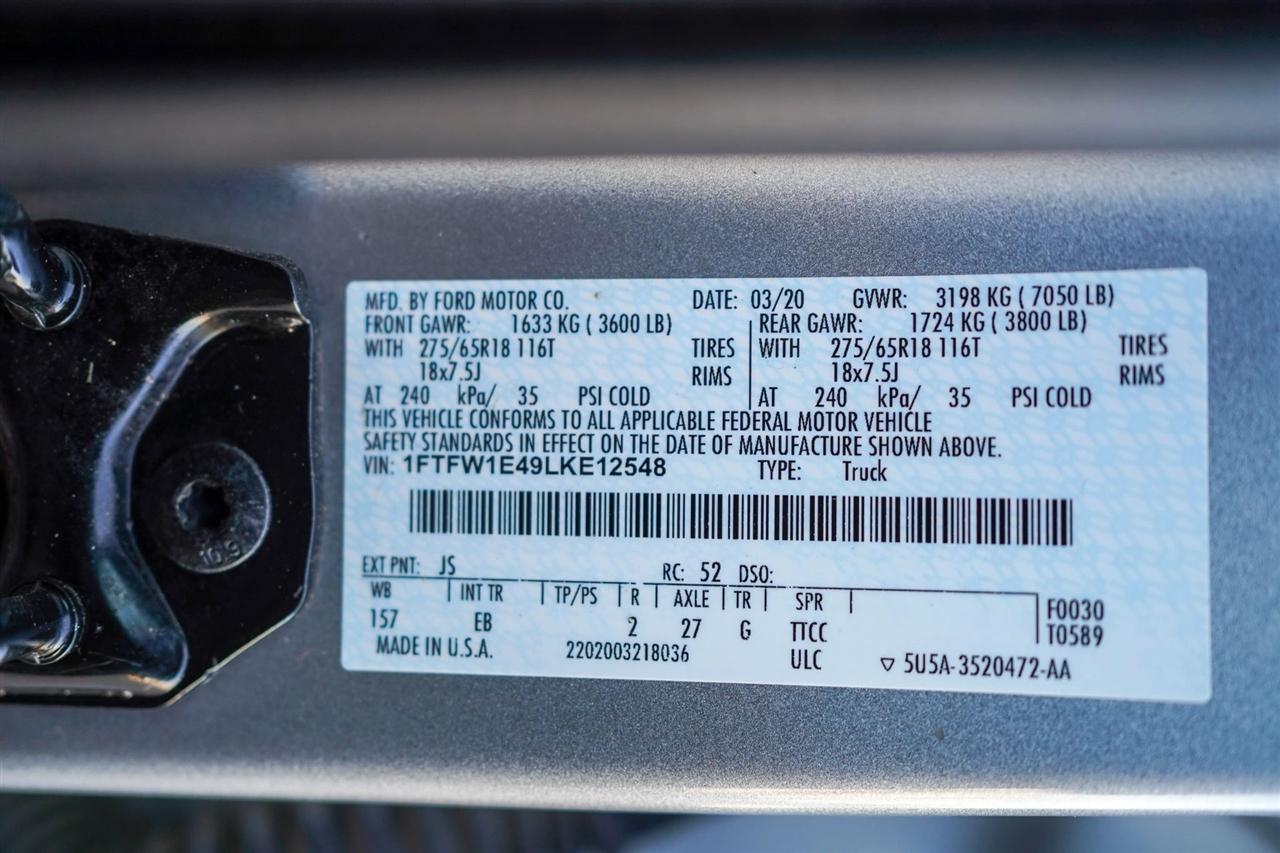 MFD. BY FORD MOTOR CO. DATE: 03/20 GVWR: 3198 KG ( 7050 LB)
FRONT GAWR: 1633 KG ( 3600 LB) REAR GAWR: 1724 KG ( 3800 LB)
WITH 275/65R18 116T TIRES WITH 275/65R18 116T TIRES
18x7.5J RIMS 18x7.5J RIMS
AT 240 kPa/ 35 PSI COLD AT 240 kPa/ 35 PSI COLD
THIS VEHICLE CONFORMS TO ALL APPLICABLE FEDERAL MOTOR VEHICLE
SAFETY STANDARDS IN EFFECT ON THE DATE OF MANUFACTURE SHOWN ABOVE.
VIN: 1FTFW1E49LKE12548 TYPE: Truck
EXT PNT: JS RC: 52 DSO:
WB INT TR TP/PS R AXLE TR SPR F0030
157 EB 2 27 G TTCC T0589
MADE IN U.S.A. 2202003218036 ULC ▽ 5U5A-3520472-AA
10.9